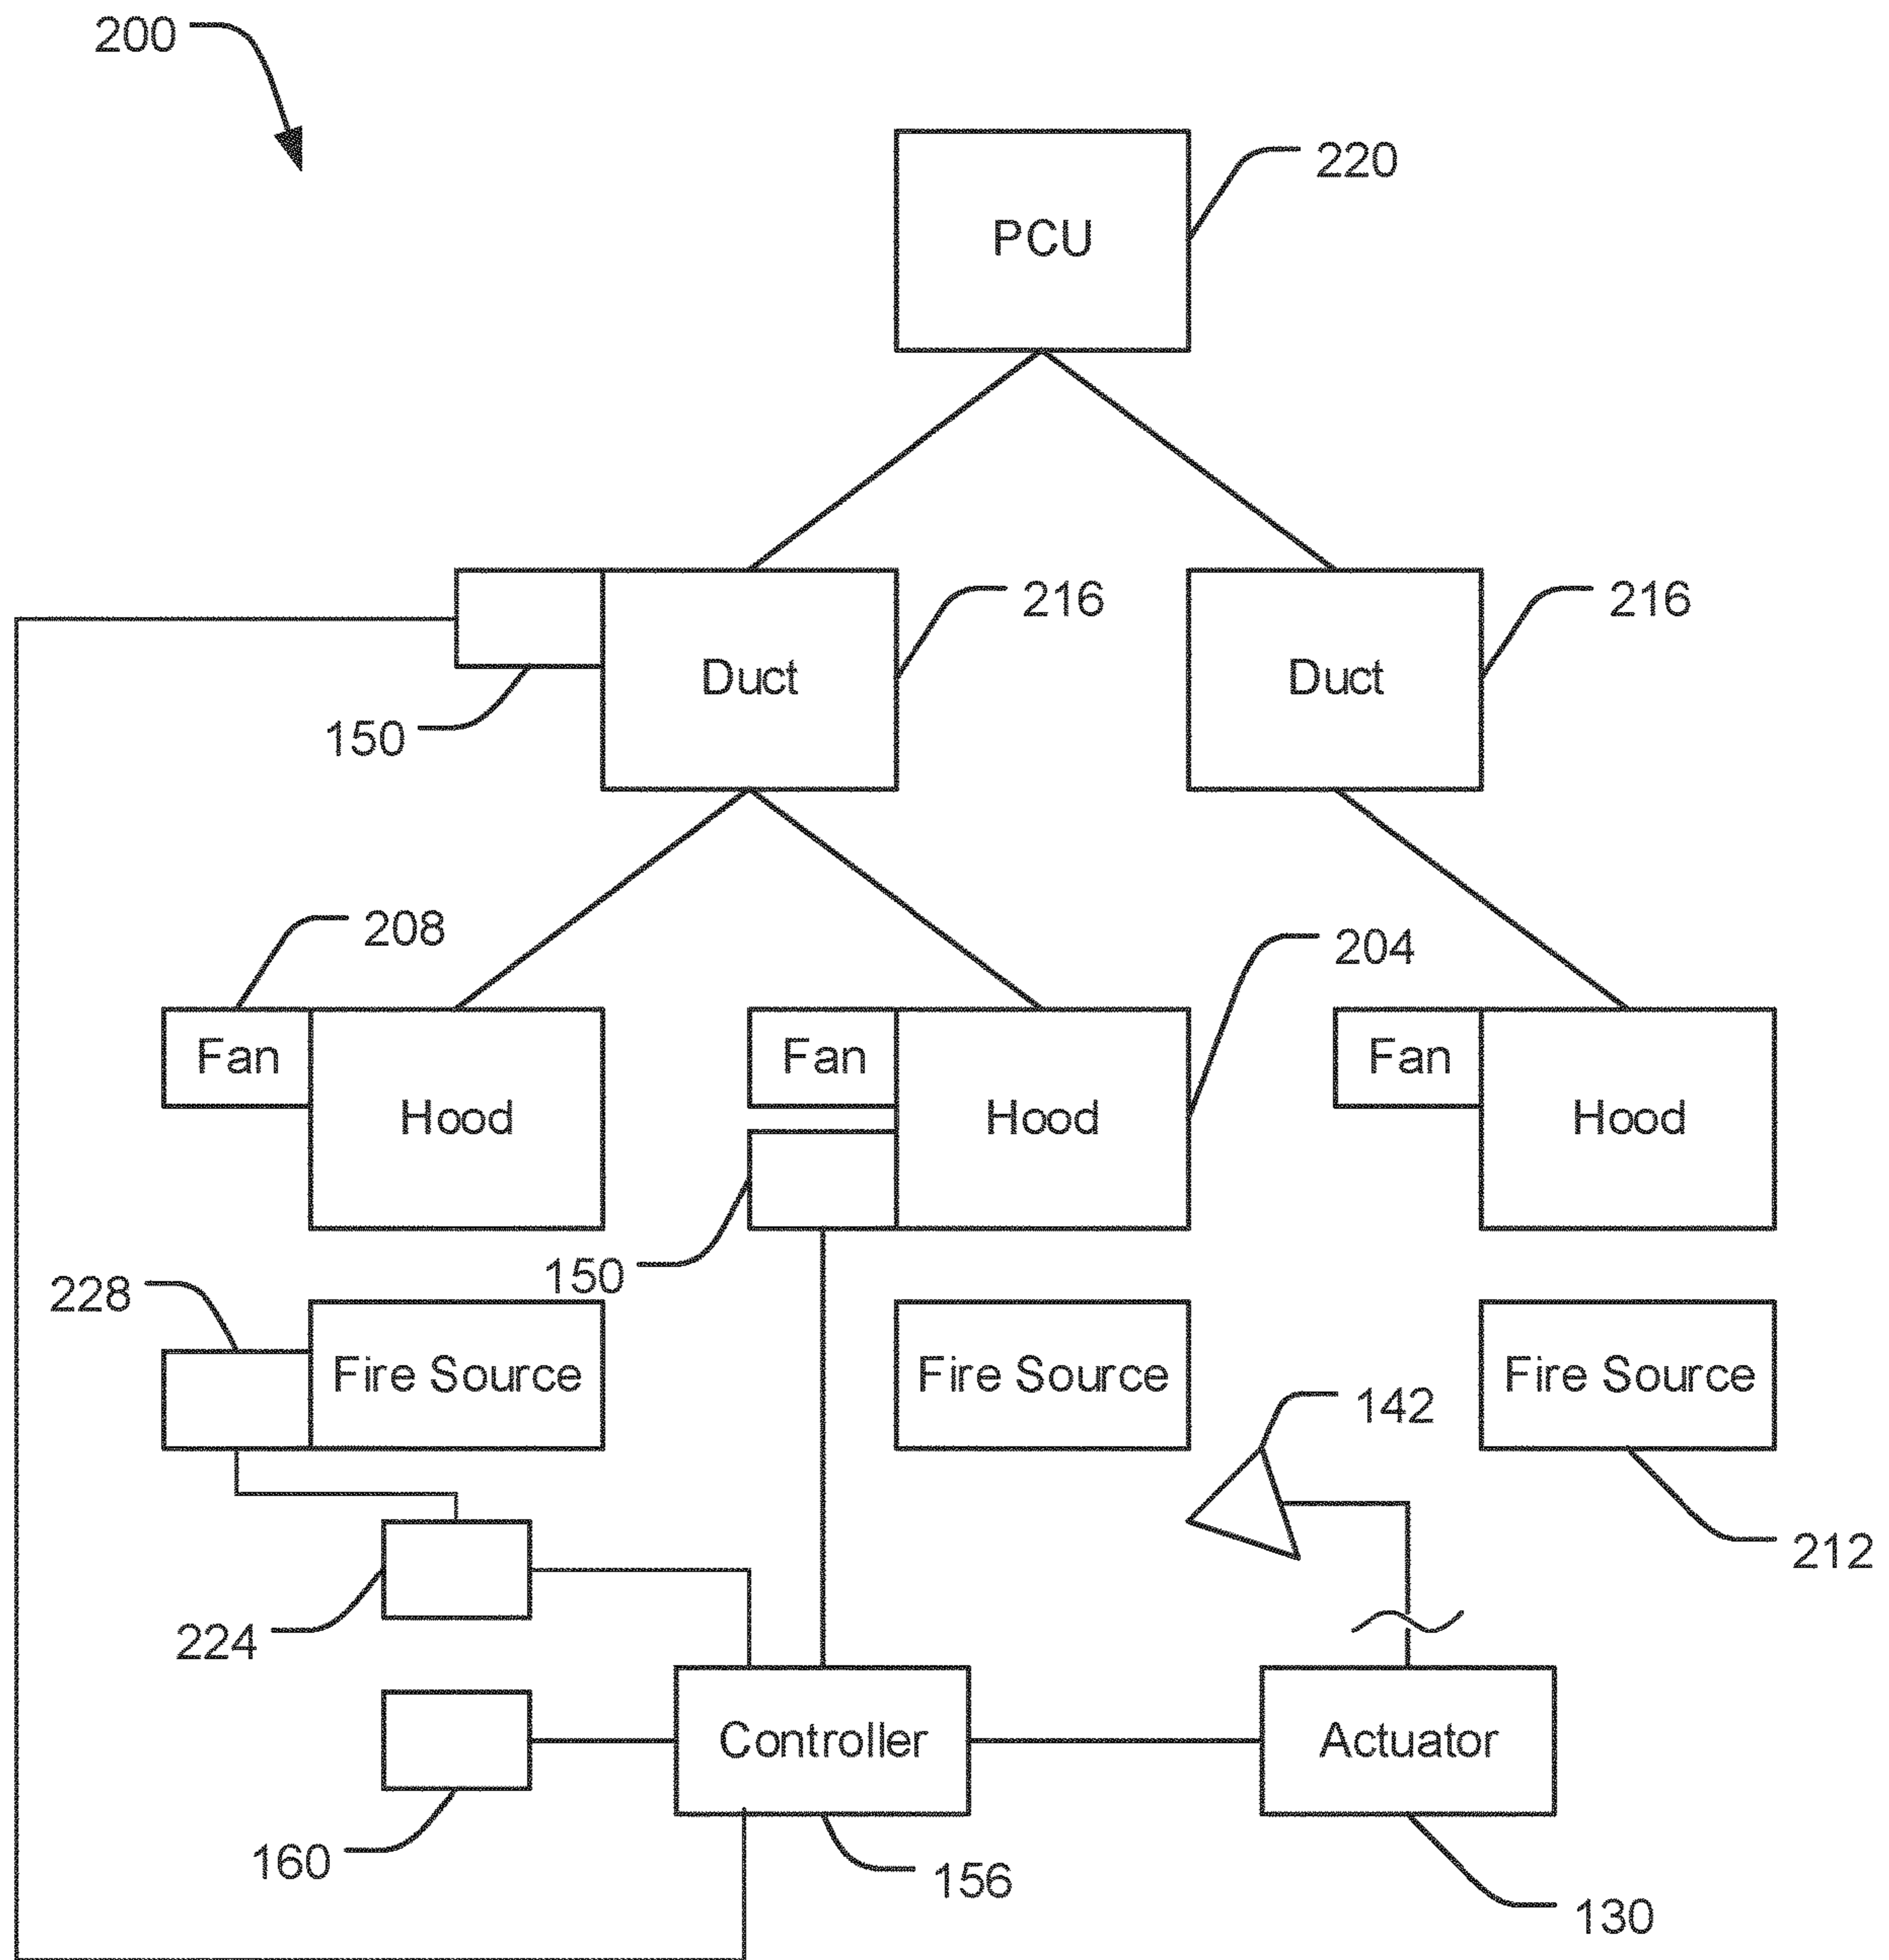 200
220
PCU
216
216
Duct
Duct
150
208
204
Fan
Fan
Fan
Hood
Hood
Hood
150
228
Fire Source
Fire Source
Fire Source
142
212
224
Controller
Actuator
160
156
130